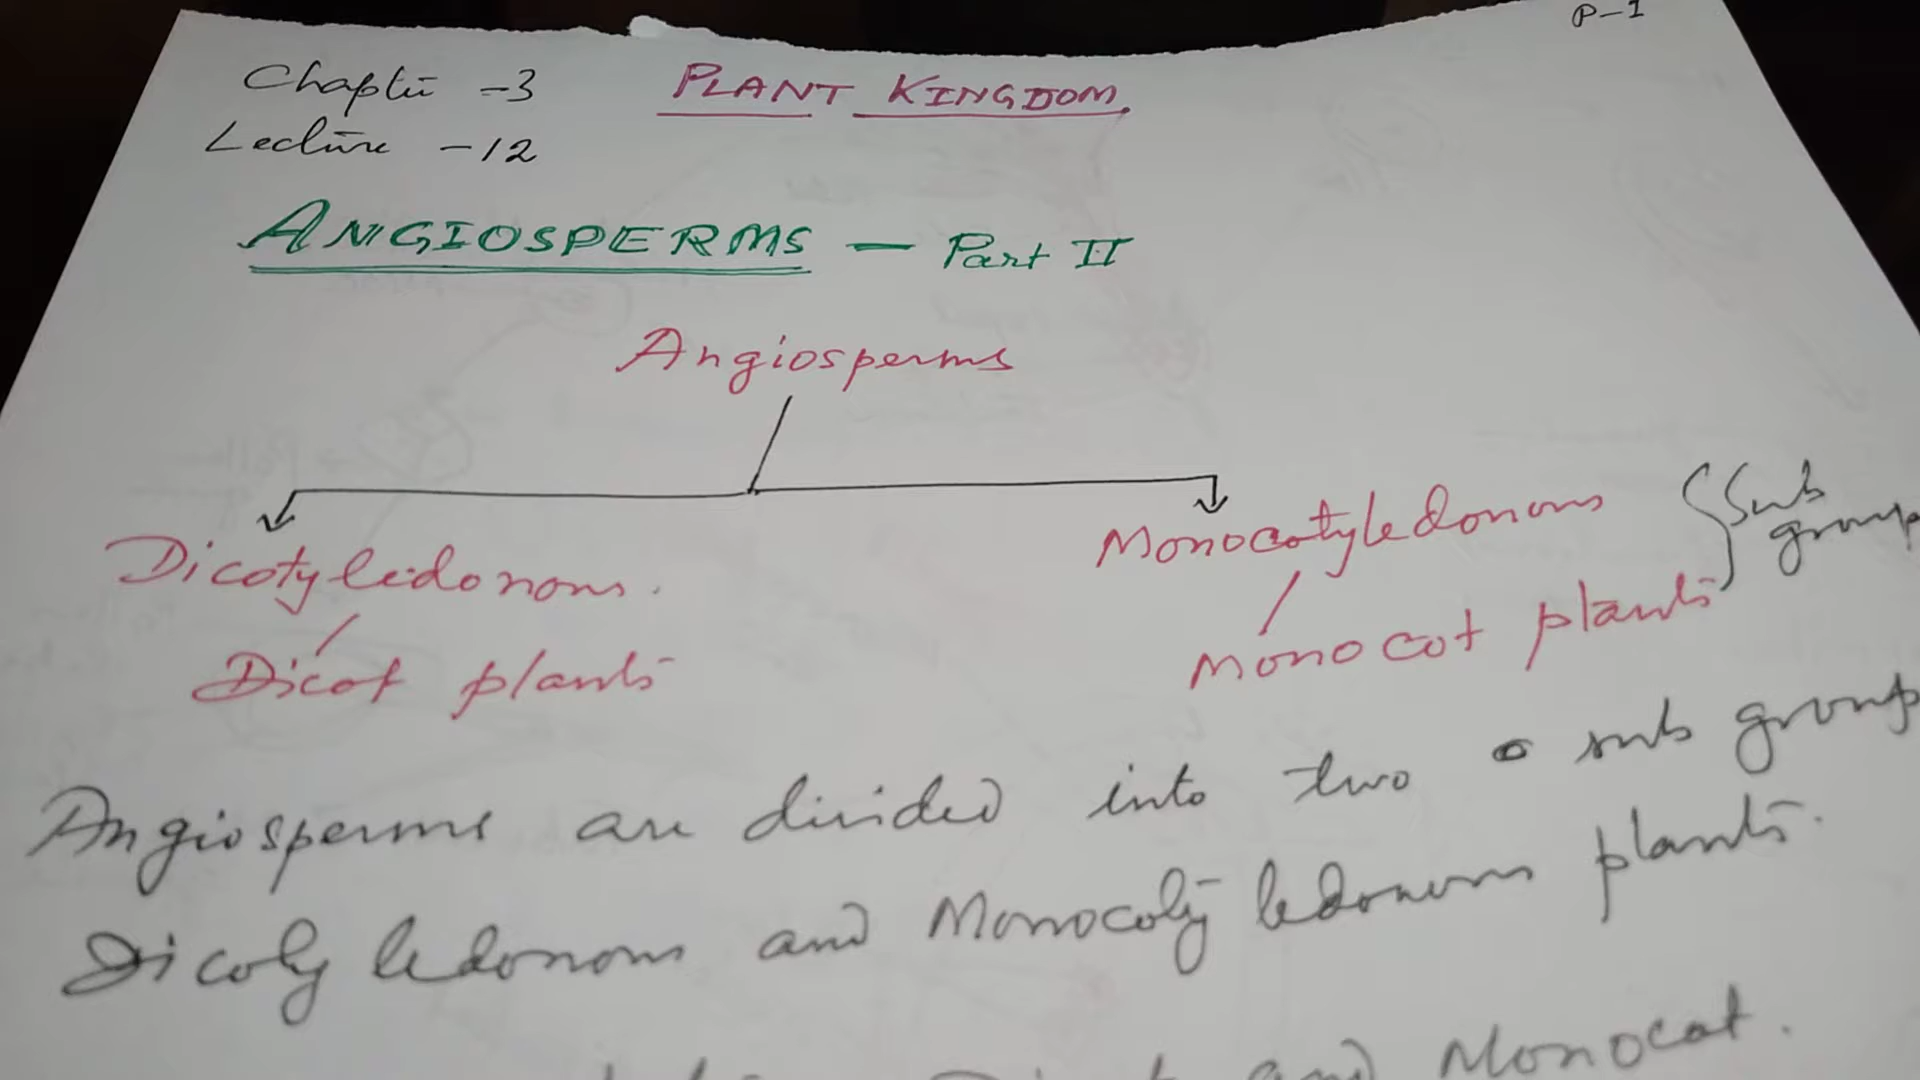 P-1
Chapter -3 PLANT KINGDOM.
Lecture -12
ANGIOSPERMS - Part II
Angiosperms
Dicotyledonous. Monocotyledonous
Dicot plants Monocot plants
Sub
group
Angiosperms are divided into two sub group
Dicotyledonous and Monocotyledonous plants.
and Monocot.